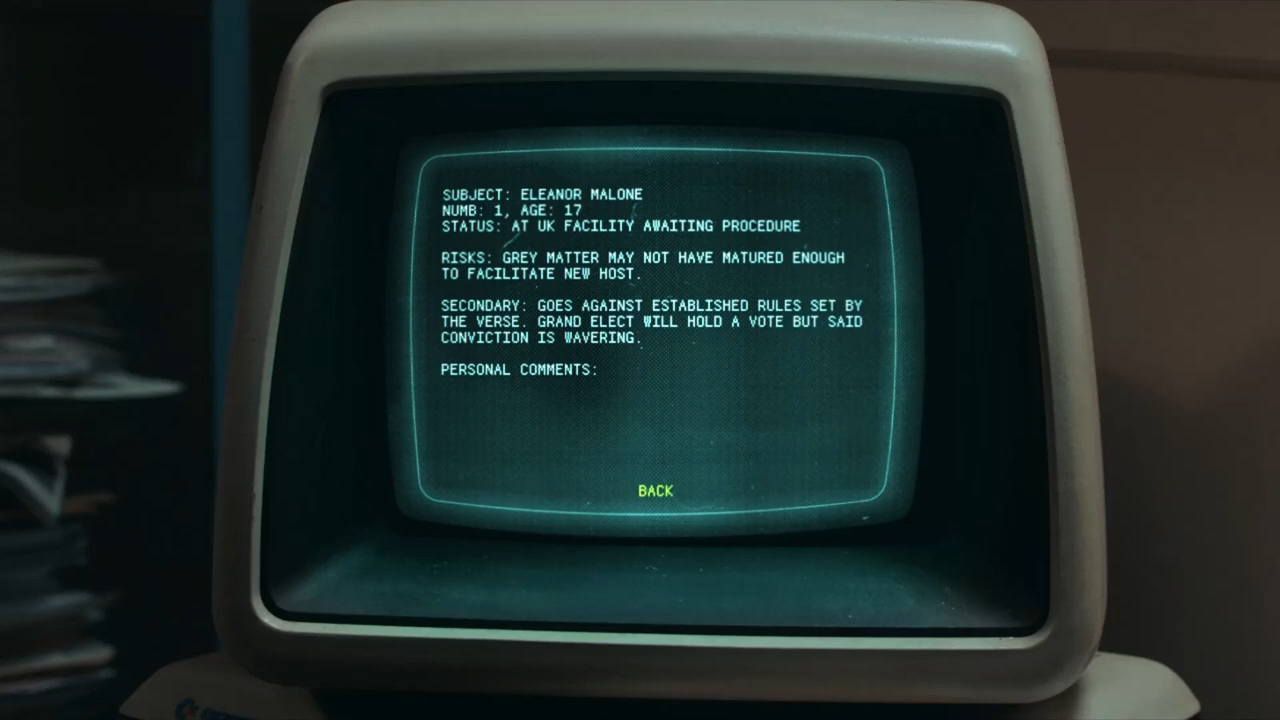 SUBJECT: ELEANOR MALONE
NUMB: 1, AGE: 17
STATUS: AT UK FACILITY AWAITING PROCEDURE
RISKS: GREY MATTER MAY NOT HAVE MATURED ENOUGH
TO FACILITATE NEW HOST.
SECONDARY: GOES AGAINST ESTABLISHED RULES SET BY
THE VERSE. GRAND ELECT WILL HOLD A VOTE BUT SAID
CONVICTION IS WAVERING.
PERSONAL COMMENTS:
BACK